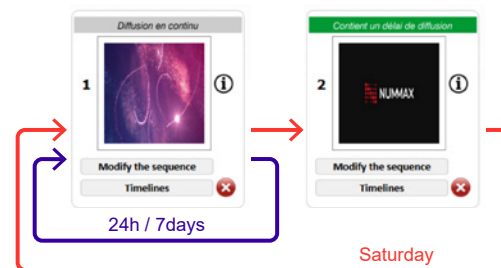 Diffusion en continu
1
i
Modify the sequence
Timelines
24h / 7days
Contient un délai de diffusion
2
NUMMAX
i
Modify the sequence
Timelines
Saturday